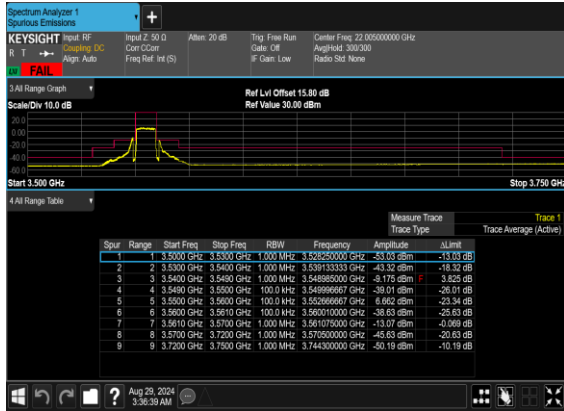 Spectrum Analyzer 1
Spurious Emissions
KEYSIGHT Input: RF Input Z: 50 Ω Atten: 20 dB Trig: Free Run Center Freq: 22.005000000 GHz
R T Coupling: DC Corr CCorr Gate: Off Avg|Hold: 300/300
Align: Auto Freq Ref: Int (S) IF Gain: Low Radio Std: None
FAIL
3 All Range Graph Ref Lvl Offset 15.80 dB
Scale/Div 10.0 dB Ref Value 30.00 dBm
20.0
0.00
-20.0
-40.0
-60.0
Start 3.500 GHz Stop 3.750 GHz
4 All Range Table
Measure Trace Trace 1
Trace Type Trace Average (Active)
Spur Range Start Freq Stop Freq RBW Frequency Amplitude ΔLimit
1 1 3.5000 GHz 3.5300 GHz 1.000 MHz 3.528250000 GHz -53.03 dBm -13.03 dB
2 2 3.5300 GHz 3.5400 GHz 1.000 MHz 3.539133333 GHz -43.32 dBm -18.32 dB
3 3 3.5400 GHz 3.5490 GHz 1.000 MHz 3.548985000 GHz -9.175 dBm F 3.825 dB
4 4 3.5490 GHz 3.5500 GHz 100.0 kHz 3.549996667 GHz -39.01 dBm -26.01 dB
5 5 3.5500 GHz 3.5600 GHz 100.0 kHz 3.552666667 GHz 6.662 dBm -23.34 dB
6 6 3.5600 GHz 3.5610 GHz 100.0 kHz 3.560010000 GHz -38.63 dBm -25.63 dB
7 7 3.5610 GHz 3.5700 GHz 1.000 MHz 3.561075000 GHz -13.07 dBm -0.069 dB
8 8 3.5700 GHz 3.7200 GHz 1.000 MHz 3.570500000 GHz -45.63 dBm -20.63 dB
9 9 3.7200 GHz 3.7500 GHz 1.000 MHz 3.744300000 GHz -50.19 dBm -10.19 dB
? Aug 29, 2024
3:36:39 AM